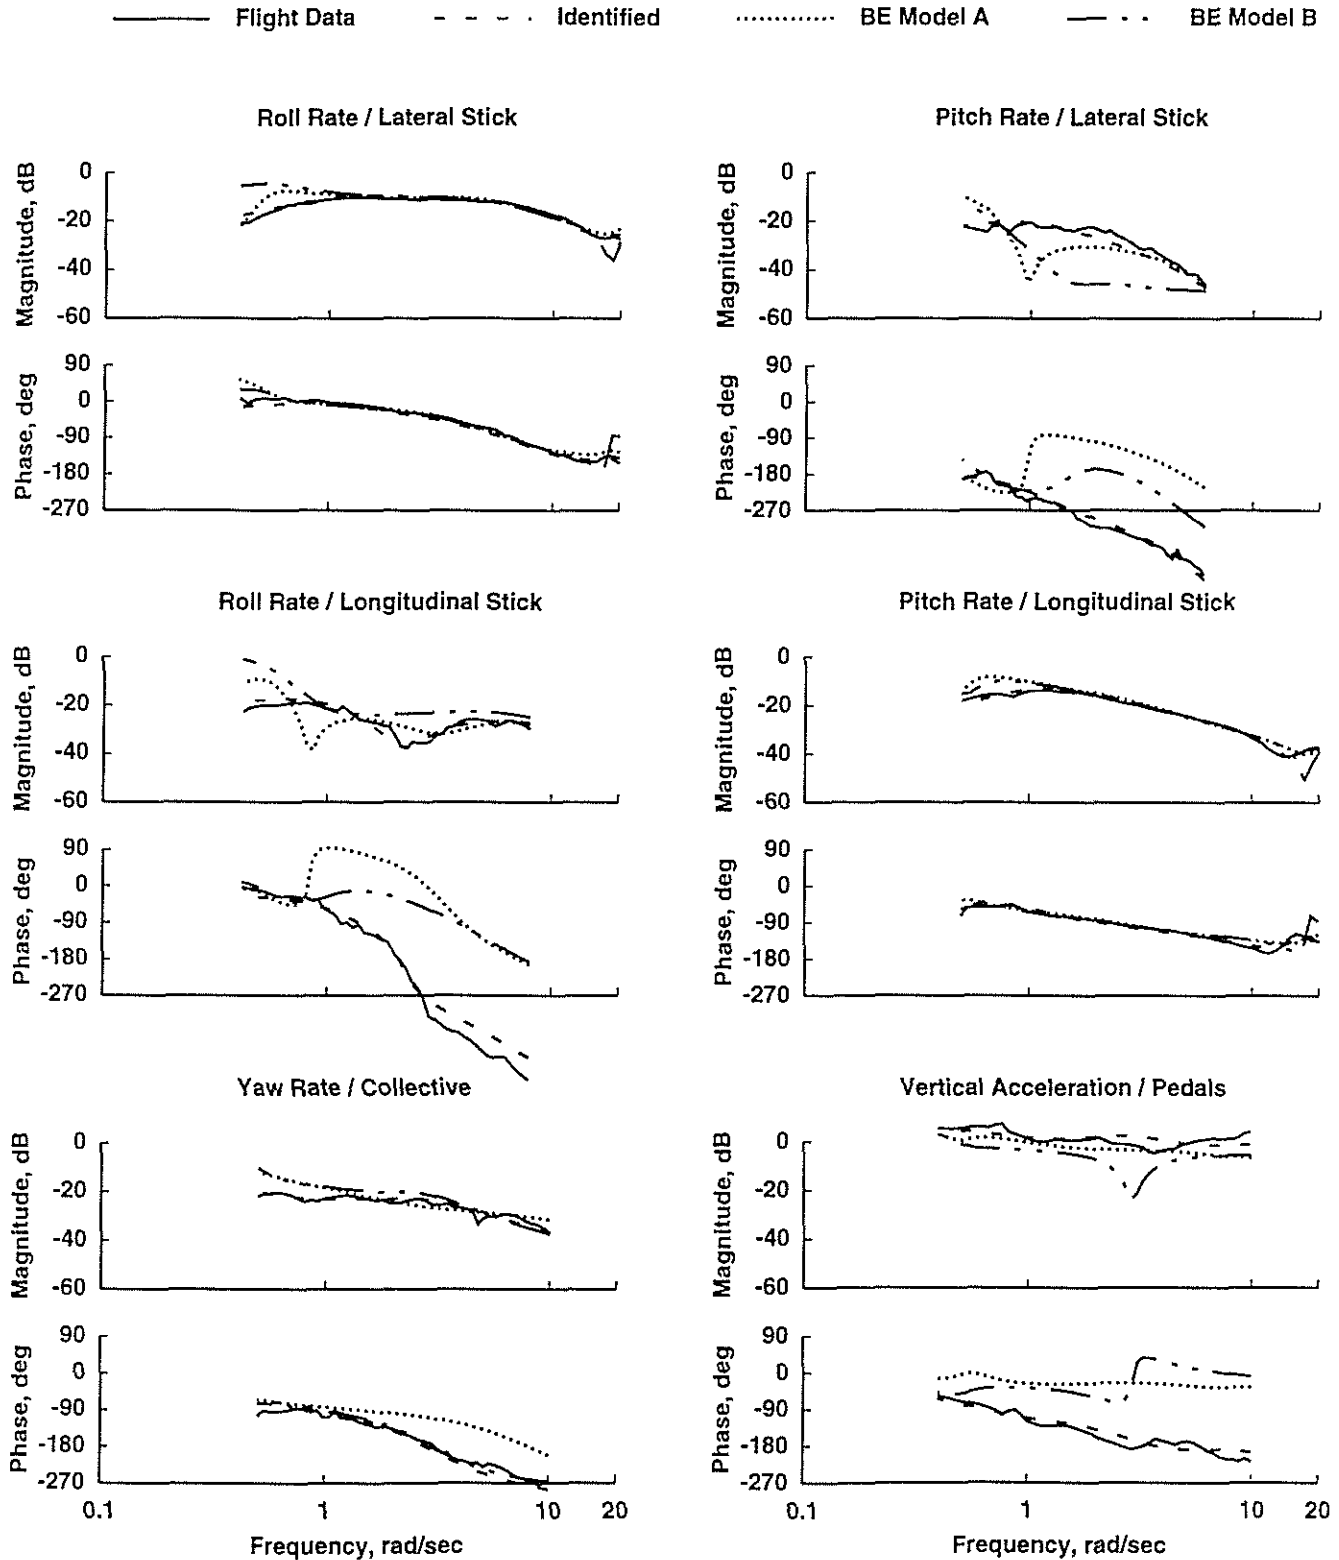 Flight Data Identified BE Model A BE Model B
Roll Rate / Lateral Stick
Magnitude, dB
0
-20
-40
-60
Phase, deg
90
0
-90
-180
-270
Pitch Rate / Lateral Stick
Magnitude, dB
0
-20
-40
-60
Phase, deg
90
0
-90
-180
-270
Roll Rate / Longitudinal Stick
Magnitude, dB
0
-20
-40
-60
Phase, deg
90
0
-90
-180
-270
Pitch Rate / Longitudinal Stick
Magnitude, dB
0
-20
-40
-60
Phase, deg
90
0
-90
-180
-270
Yaw Rate / Collective
Magnitude, dB
0
-20
-40
-60
Phase, deg
90
0
-90
-180
-270
0.1 1 10 20
Frequency, rad/sec
Vertical Acceleration / Pedals
Magnitude, dB
0
-20
-40
-60
Phase, deg
90
0
-90
-180
-270
0.1 1 10 20
Frequency, rad/sec